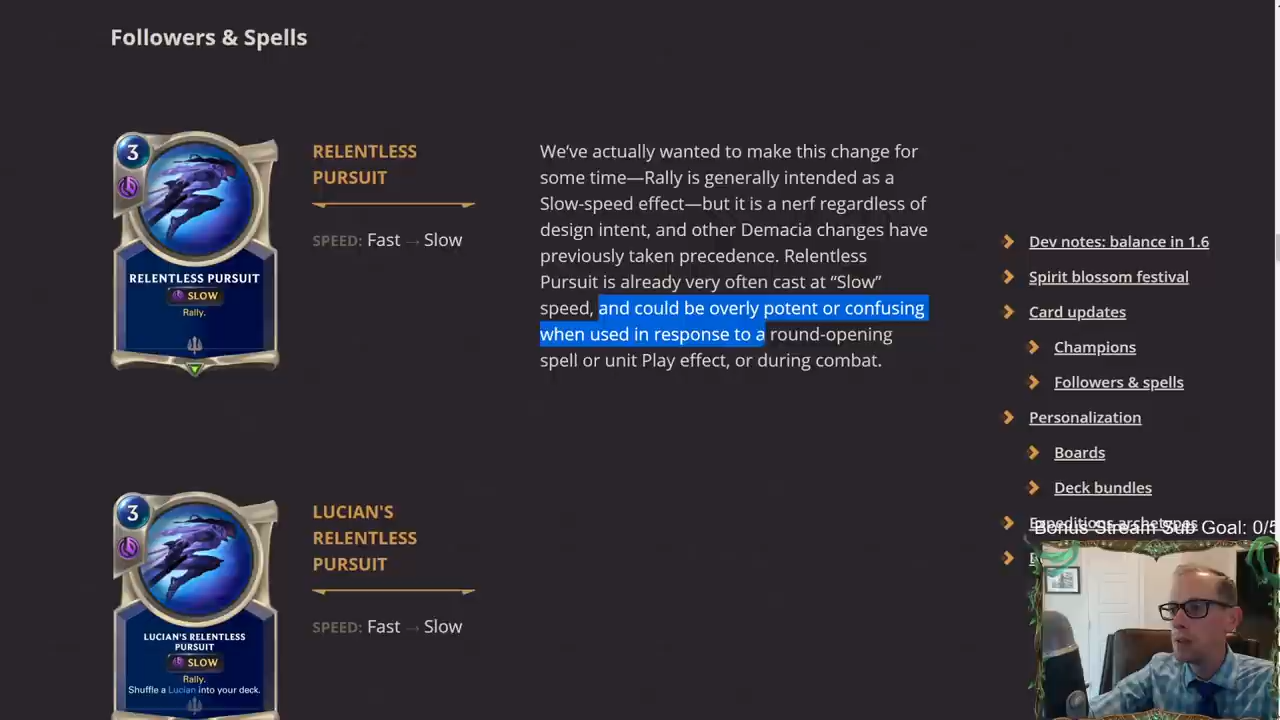 Followers & Spells
3
RELENTLESS PURSUIT
SLOW
Rally.
RELENTLESS
PURSUIT
SPEED: Fast → Slow
We’ve actually wanted to make this change for
some time—Rally is generally intended as a
Slow-speed effect—but it is a nerf regardless of
design intent, and other Demacia changes have
previously taken precedence. Relentless
Pursuit is already very often cast at “Slow”
speed, and could be overly potent or confusing
when used in response to a round-opening
spell or unit Play effect, or during combat.
3
LUCIAN'S RELENTLESS
PURSUIT
SLOW
Rally.
Shuffle a Lucian into your deck.
LUCIAN'S
RELENTLESS
PURSUIT
SPEED: Fast → Slow
Dev notes: balance in 1.6
Spirit blossom festival
Card updates
Champions
Followers & spells
Personalization
Boards
Deck bundles
Expeditions archetypes
Bonus Stream Sub Goal: 0/5